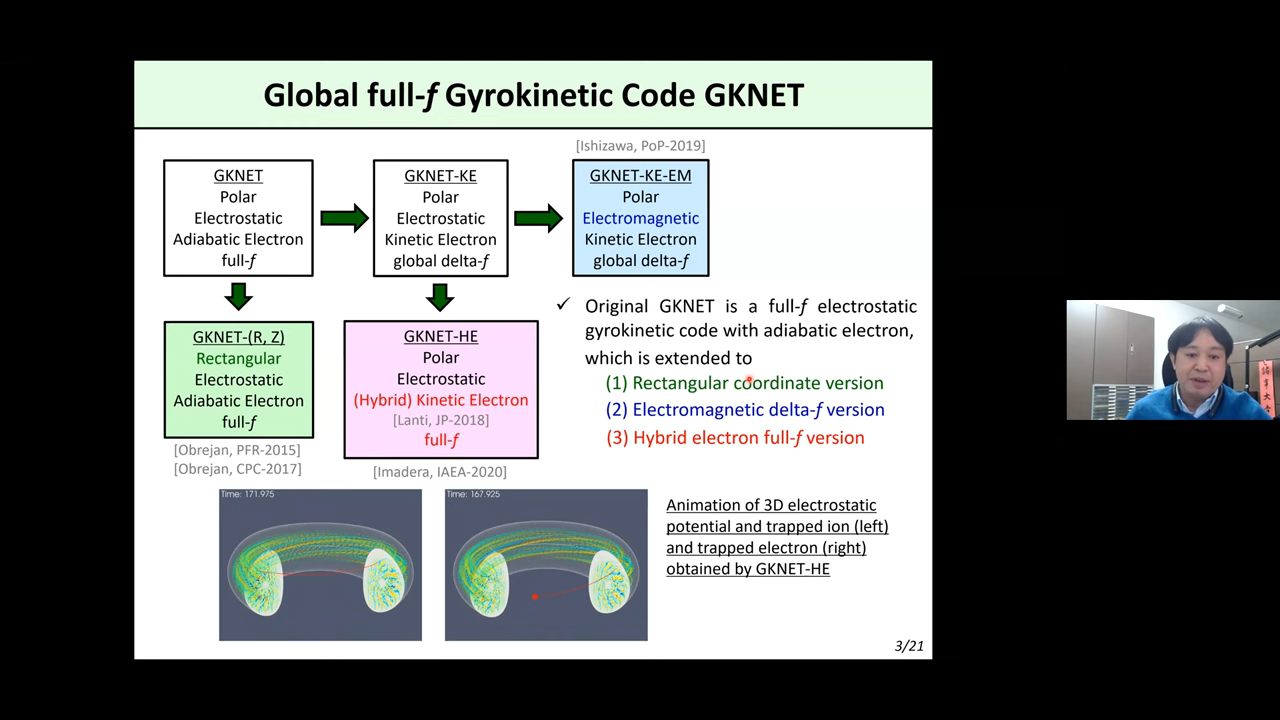 Global full-f Gyrokinetic Code GKNET
[Ishizawa, PoP-2019]
GKNET
Polar
Electrostatic
Adiabatic Electron
full-f
GKNET-KE
Polar
Electrostatic
Kinetic Electron
global delta-f
GKNET-KE-EM
Polar
Electromagnetic
Kinetic Electron
global delta-f
GKNET-(R, Z)
Rectangular
Electrostatic
Adiabatic Electron
full-f
[Obrejan, PFR-2015]
[Obrejan, CPC-2017]
GKNET-HE
Polar
Electrostatic
(Hybrid) Kinetic Electron
[Lanti, JP-2018]
full-f
[Imadera, IAEA-2020]
✓ Original GKNET is a full-f electrostatic
gyrokinetic code with adiabatic electron,
which is extended to
(1) Rectangular coordinate version
(2) Electromagnetic delta-f version
(3) Hybrid electron full-f version
Time: 171.975
Time: 167.925
Animation of 3D electrostatic
potential and trapped ion (left)
and trapped electron (right)
obtained by GKNET-HE
3/21